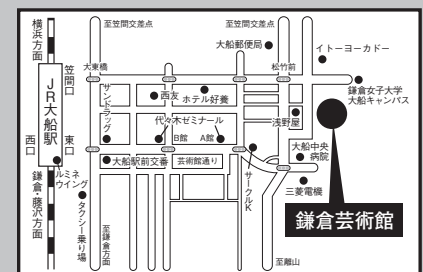 至笠間交差点
至笠間交差点
横浜方面
大船郵便局
イトーヨーカドー
笠間口
大東橋
松竹前
JR大船駅
西友
ホテル好養
鎌倉女子大学
大船キャンパス
サンドラッグ
代々木ゼミナール
B館
A館
浅野屋
西口
東口
大船駅前交番
芸術館通り
大船中央
病院
ルミネ
ウイング
サークルK
三菱電機
鎌倉・藤沢方面
タクシー乗り場
至鎌倉方面
鎌倉芸術館
至離山